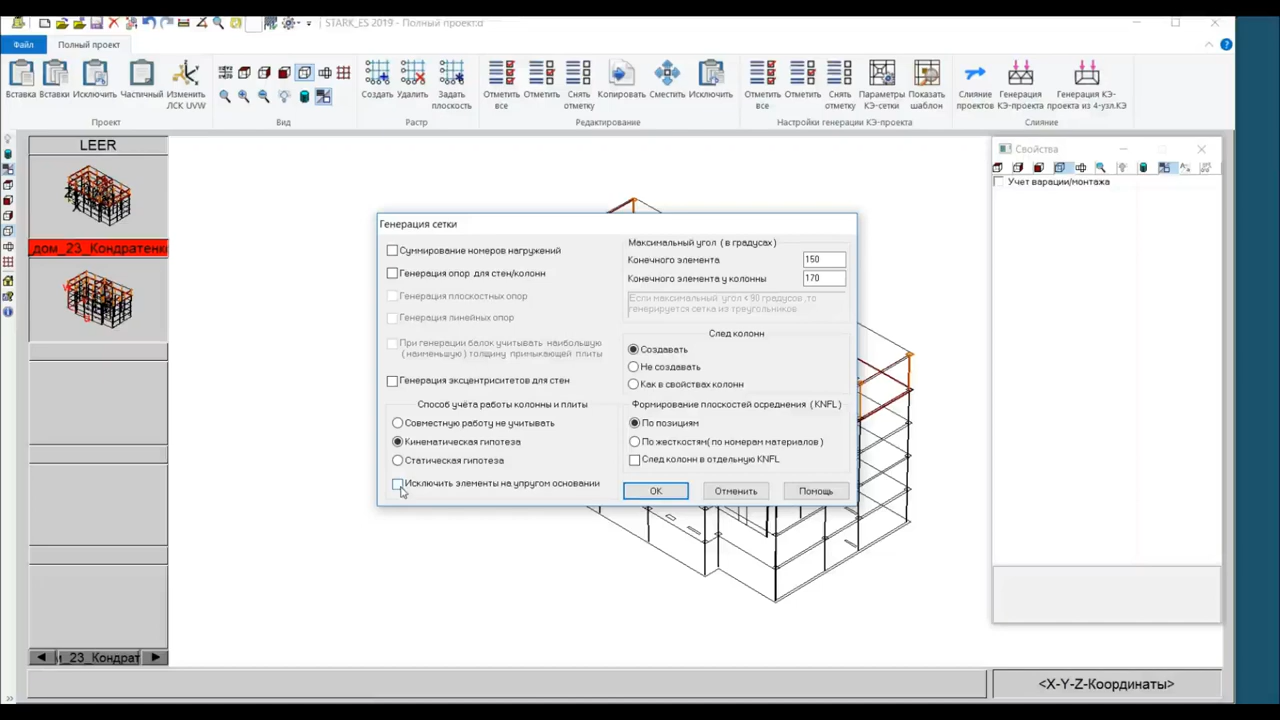 STARK_ES 2019 - Полный проект:α
Файл
Полный проект
Вставка
Вставки
Исключить
Частичный
Изменить
ЛСК UVW
Создать
Удалить
Задать
плоскость
Отметить
все
Отметить
Снять
отметку
Копировать
Сместить
Исключить
Отметить
все
Отметить
Снять
отметку
Параметры
КЭ-сетки
Показать
шаблон
Слияние
проектов
Генерация
КЭ-проекта
Генерация КЭ-
проекта из 4-узл.КЭ
Проект
Вид
Растр
Редактирование
Настройки генерации КЭ-проекта
Слияние
LEER
_дом_23_Кондратенк
Свойства
Учет варации/монтажа
Генерация сетки
Суммирование номеров нагружений
Генерация опор для стен/колонн
Генерация плоскостных опор
Генерация линейных опор
При генерации балок учитывать наибольшую
(наименьшую) толщину примыкающей плиты
Генерация эксцентриситетов для стен
Способ учёта работы колонны и плиты
Совместную работу не учитывать
Кинематическая гипотеза
Статическая гипотеза
Исключить элементы на упругом основании
Максимальный угол (в градусах)
Конечного элемента
150
Конечного элемента у колонны
170
Если максимальный угол < 90 градусов ,то
генерируется сетка из треугольников
След колонн
Создавать
Не создавать
Как в свойствах колонн
Формирование плоскостей осреднения (KNFL)
По позициям
По жесткостям( по номерам материалов )
След колонн в отдельную KNFL
ОК
Отменить
Помощь
_23_Кондрат
<X-Y-Z-Координаты>